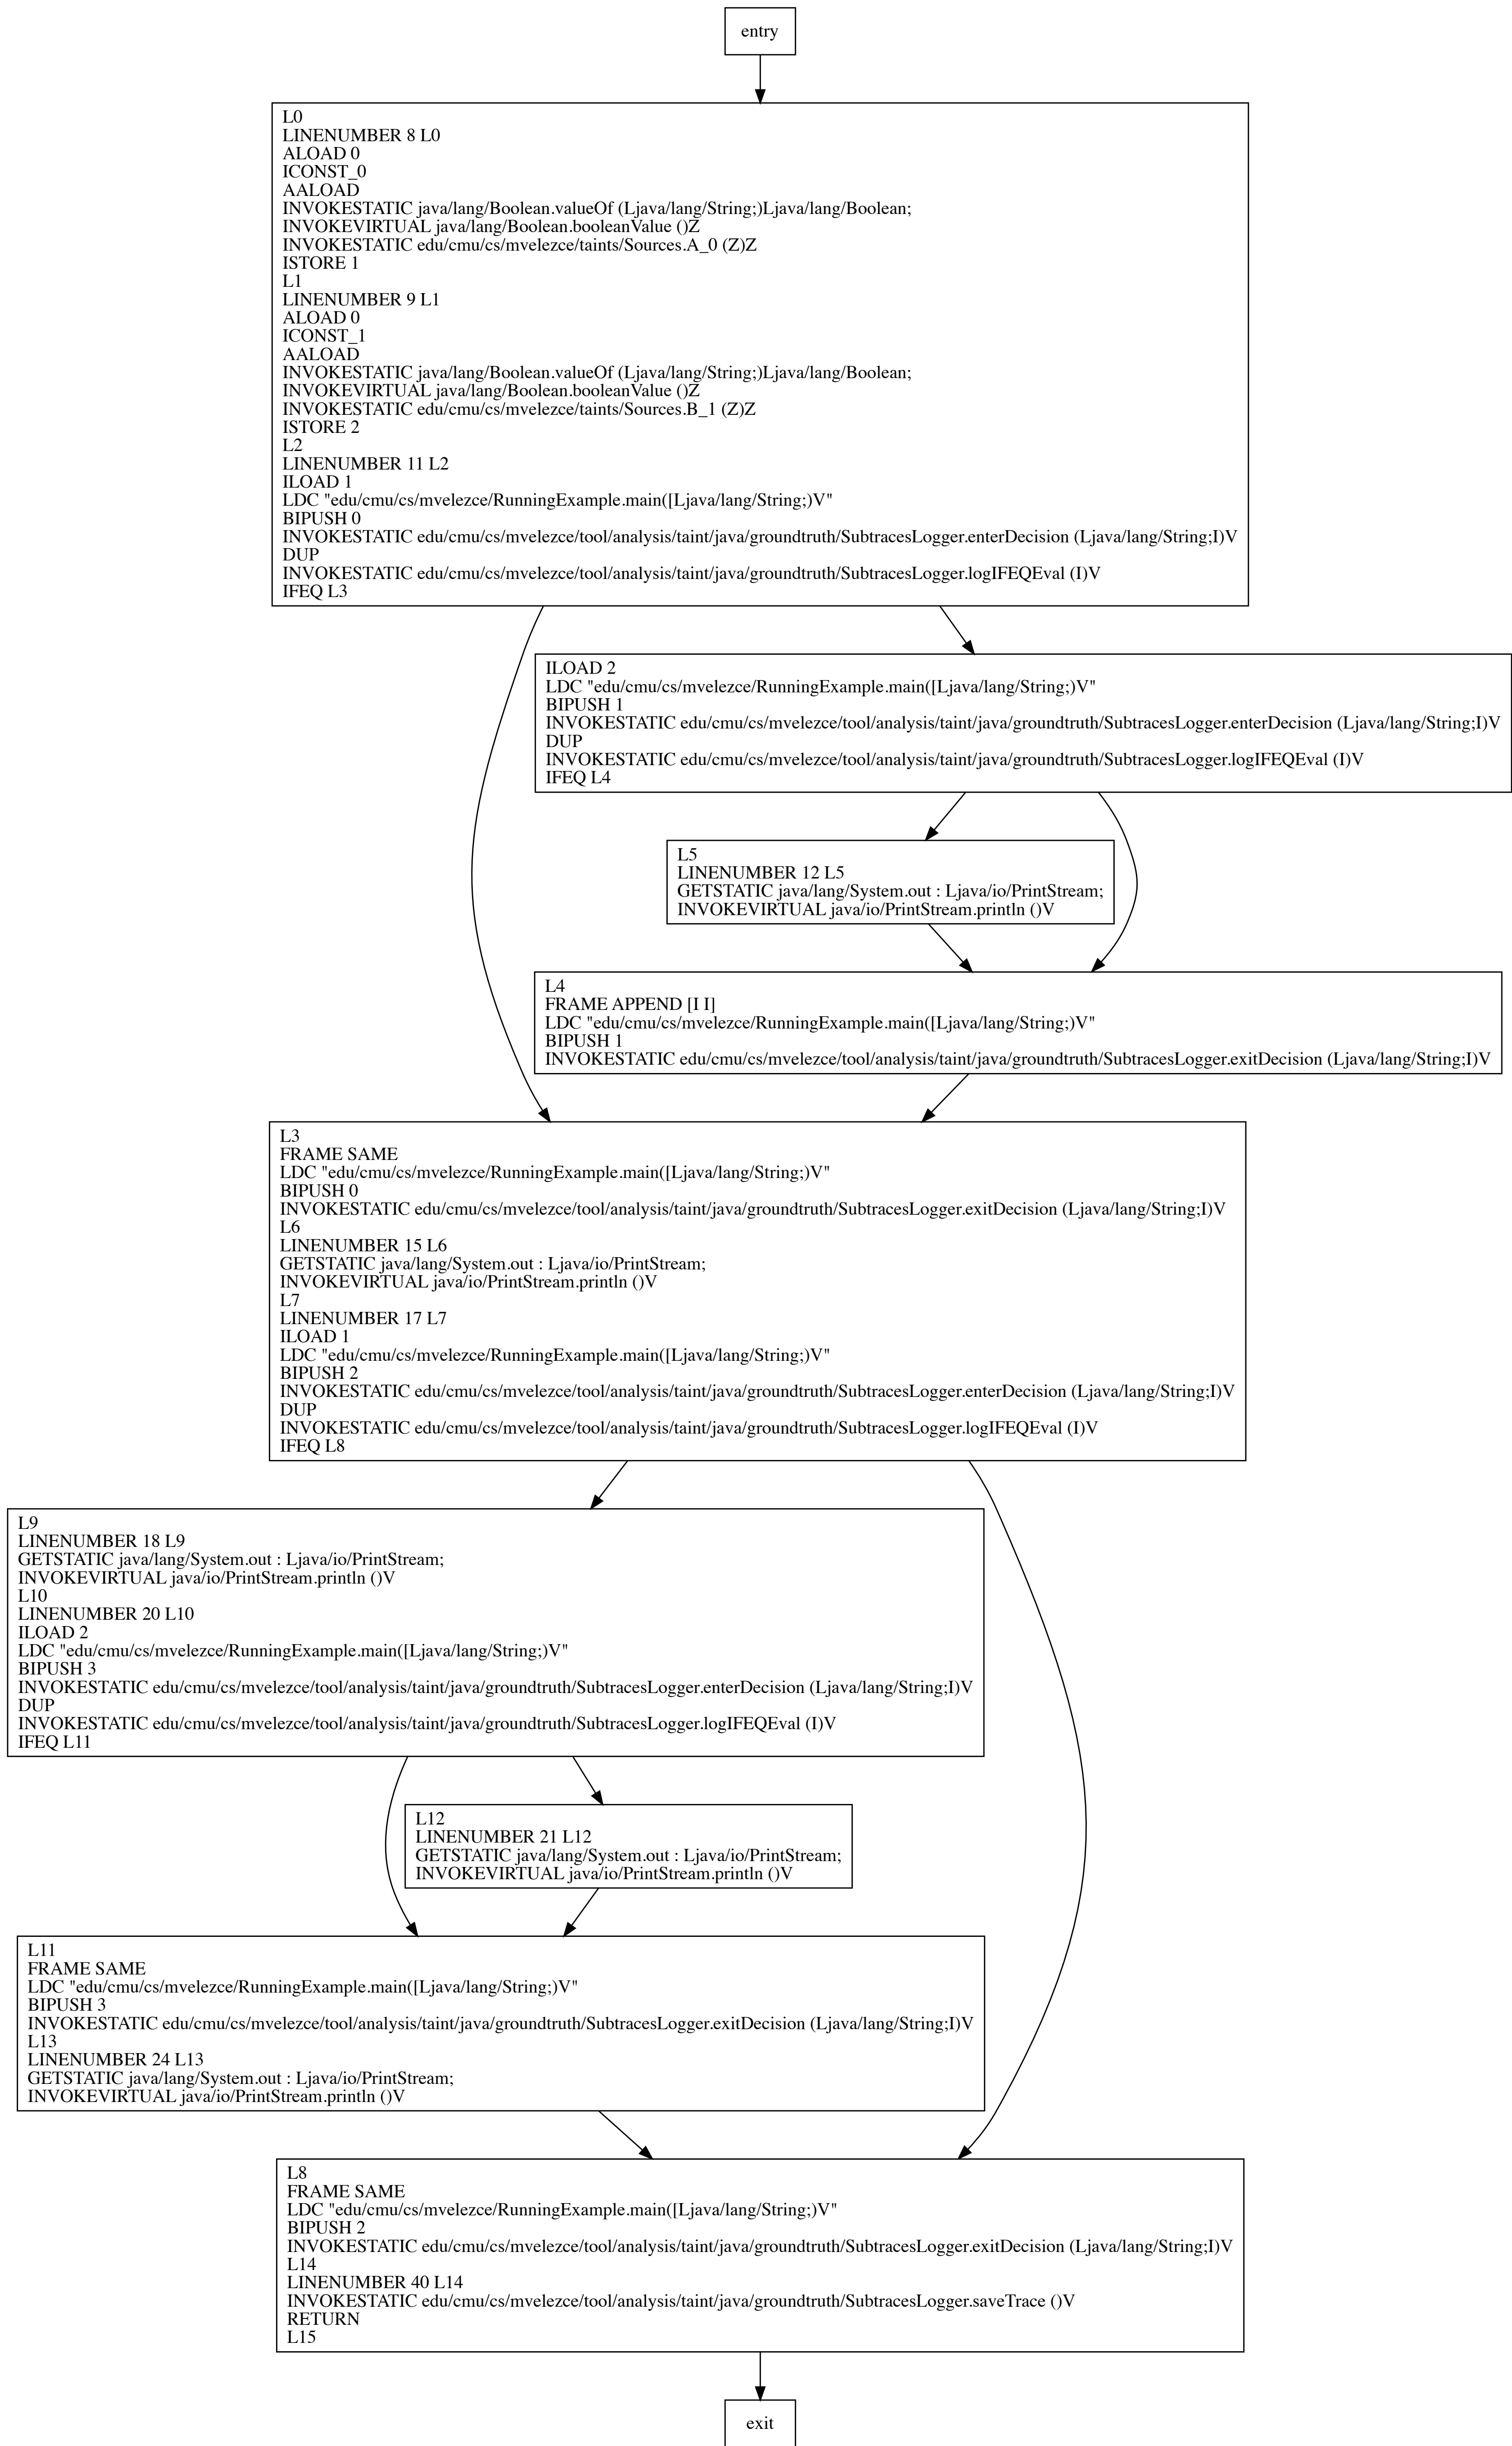 entry
L0
LINENUMBER 8 L0
ALOAD 0
ICONST_0
AALOAD
INVOKESTATIC java/lang/Boolean.valueOf (Ljava/lang/String;)Ljava/lang/Boolean;
INVOKEVIRTUAL java/lang/Boolean.booleanValue ()Z
INVOKESTATIC edu/cmu/cs/mvelezce/taints/Sources.A_0 (Z)Z
ISTORE 1
L1
LINENUMBER 9 L1
ALOAD 0
ICONST_1
AALOAD
INVOKESTATIC java/lang/Boolean.valueOf (Ljava/lang/String;)Ljava/lang/Boolean;
INVOKEVIRTUAL java/lang/Boolean.booleanValue ()Z
INVOKESTATIC edu/cmu/cs/mvelezce/taints/Sources.B_1 (Z)Z
ISTORE 2
L2
LINENUMBER 11 L2
ILOAD 1
LDC "edu/cmu/cs/mvelezce/RunningExample.main([Ljava/lang/String;)V"
BIPUSH 0
INVOKESTATIC edu/cmu/cs/mvelezce/tool/analysis/taint/java/groundtruth/SubtracesLogger.enterDecision (Ljava/lang/String;I)V
DUP
INVOKESTATIC edu/cmu/cs/mvelezce/tool/analysis/taint/java/groundtruth/SubtracesLogger.logIFEQEval (I)V
IFEQ L3
ILOAD 2
LDC "edu/cmu/cs/mvelezce/RunningExample.main([Ljava/lang/String;)V"
BIPUSH 1
INVOKESTATIC edu/cmu/cs/mvelezce/tool/analysis/taint/java/groundtruth/SubtracesLogger.enterDecision (Ljava/lang/String;I)V
DUP
INVOKESTATIC edu/cmu/cs/mvelezce/tool/analysis/taint/java/groundtruth/SubtracesLogger.logIFEQEval (I)V
IFEQ L4
L5
LINENUMBER 12 L5
GETSTATIC java/lang/System.out : Ljava/io/PrintStream;
INVOKEVIRTUAL java/io/PrintStream.println ()V
L4
FRAME APPEND [I I]
LDC "edu/cmu/cs/mvelezce/RunningExample.main([Ljava/lang/String;)V"
BIPUSH 1
INVOKESTATIC edu/cmu/cs/mvelezce/tool/analysis/taint/java/groundtruth/SubtracesLogger.exitDecision (Ljava/lang/String;I)V
L3
FRAME SAME
LDC "edu/cmu/cs/mvelezce/RunningExample.main([Ljava/lang/String;)V"
BIPUSH 0
INVOKESTATIC edu/cmu/cs/mvelezce/tool/analysis/taint/java/groundtruth/SubtracesLogger.exitDecision (Ljava/lang/String;I)V
L6
LINENUMBER 15 L6
GETSTATIC java/lang/System.out : Ljava/io/PrintStream;
INVOKEVIRTUAL java/io/PrintStream.println ()V
L7
LINENUMBER 17 L7
ILOAD 1
LDC "edu/cmu/cs/mvelezce/RunningExample.main([Ljava/lang/String;)V"
BIPUSH 2
INVOKESTATIC edu/cmu/cs/mvelezce/tool/analysis/taint/java/groundtruth/SubtracesLogger.enterDecision (Ljava/lang/String;I)V
DUP
INVOKESTATIC edu/cmu/cs/mvelezce/tool/analysis/taint/java/groundtruth/SubtracesLogger.logIFEQEval (I)V
IFEQ L8
L9
LINENUMBER 18 L9
GETSTATIC java/lang/System.out : Ljava/io/PrintStream;
INVOKEVIRTUAL java/io/PrintStream.println ()V
L10
LINENUMBER 20 L10
ILOAD 2
LDC "edu/cmu/cs/mvelezce/RunningExample.main([Ljava/lang/String;)V"
BIPUSH 3
INVOKESTATIC edu/cmu/cs/mvelezce/tool/analysis/taint/java/groundtruth/SubtracesLogger.enterDecision (Ljava/lang/String;I)V
DUP
INVOKESTATIC edu/cmu/cs/mvelezce/tool/analysis/taint/java/groundtruth/SubtracesLogger.logIFEQEval (I)V
IFEQ L11
L12
LINENUMBER 21 L12
GETSTATIC java/lang/System.out : Ljava/io/PrintStream;
INVOKEVIRTUAL java/io/PrintStream.println ()V
L11
FRAME SAME
LDC "edu/cmu/cs/mvelezce/RunningExample.main([Ljava/lang/String;)V"
BIPUSH 3
INVOKESTATIC edu/cmu/cs/mvelezce/tool/analysis/taint/java/groundtruth/SubtracesLogger.exitDecision (Ljava/lang/String;I)V
L13
LINENUMBER 24 L13
GETSTATIC java/lang/System.out : Ljava/io/PrintStream;
INVOKEVIRTUAL java/io/PrintStream.println ()V
L8
FRAME SAME
LDC "edu/cmu/cs/mvelezce/RunningExample.main([Ljava/lang/String;)V"
BIPUSH 2
INVOKESTATIC edu/cmu/cs/mvelezce/tool/analysis/taint/java/groundtruth/SubtracesLogger.exitDecision (Ljava/lang/String;I)V
L14
LINENUMBER 40 L14
INVOKESTATIC edu/cmu/cs/mvelezce/tool/analysis/taint/java/groundtruth/SubtracesLogger.saveTrace ()V
RETURN
L15
exit